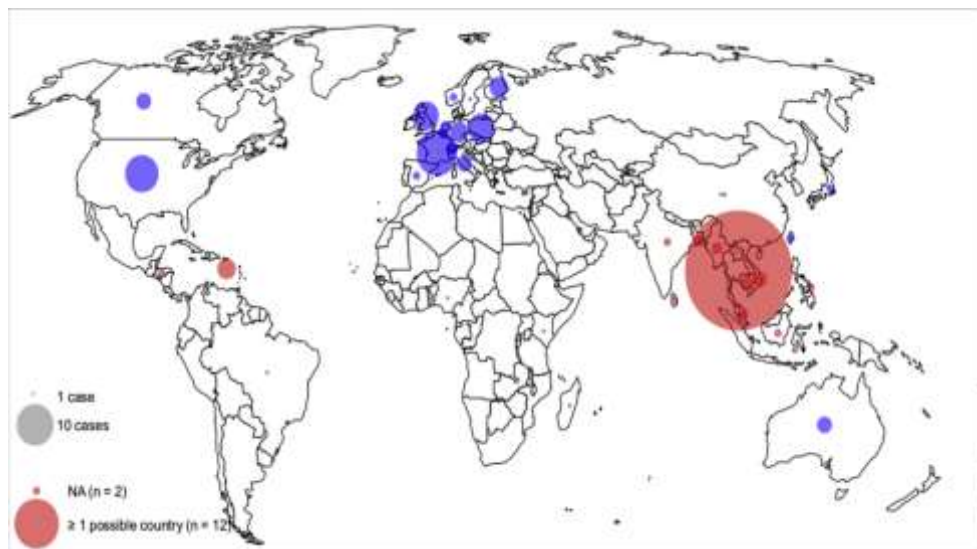 1 case
10 cases
NA (n = 2)
≥ 1 possible country (n = 12)